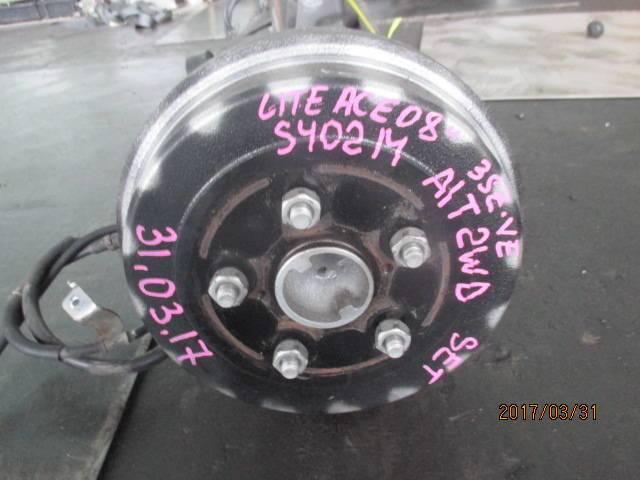 LITE ACE 08
S402M
3SZ.VE
A/T 2WD
SET
31.03.17
2017/03/31